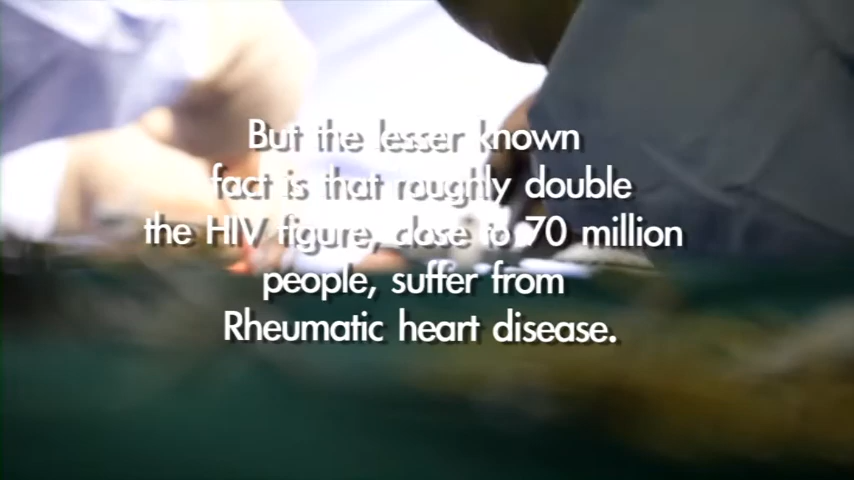 But the lesser known
fact is that roughly double
the HIV figure, close to 70 million
people, suffer from
Rheumatic heart disease.